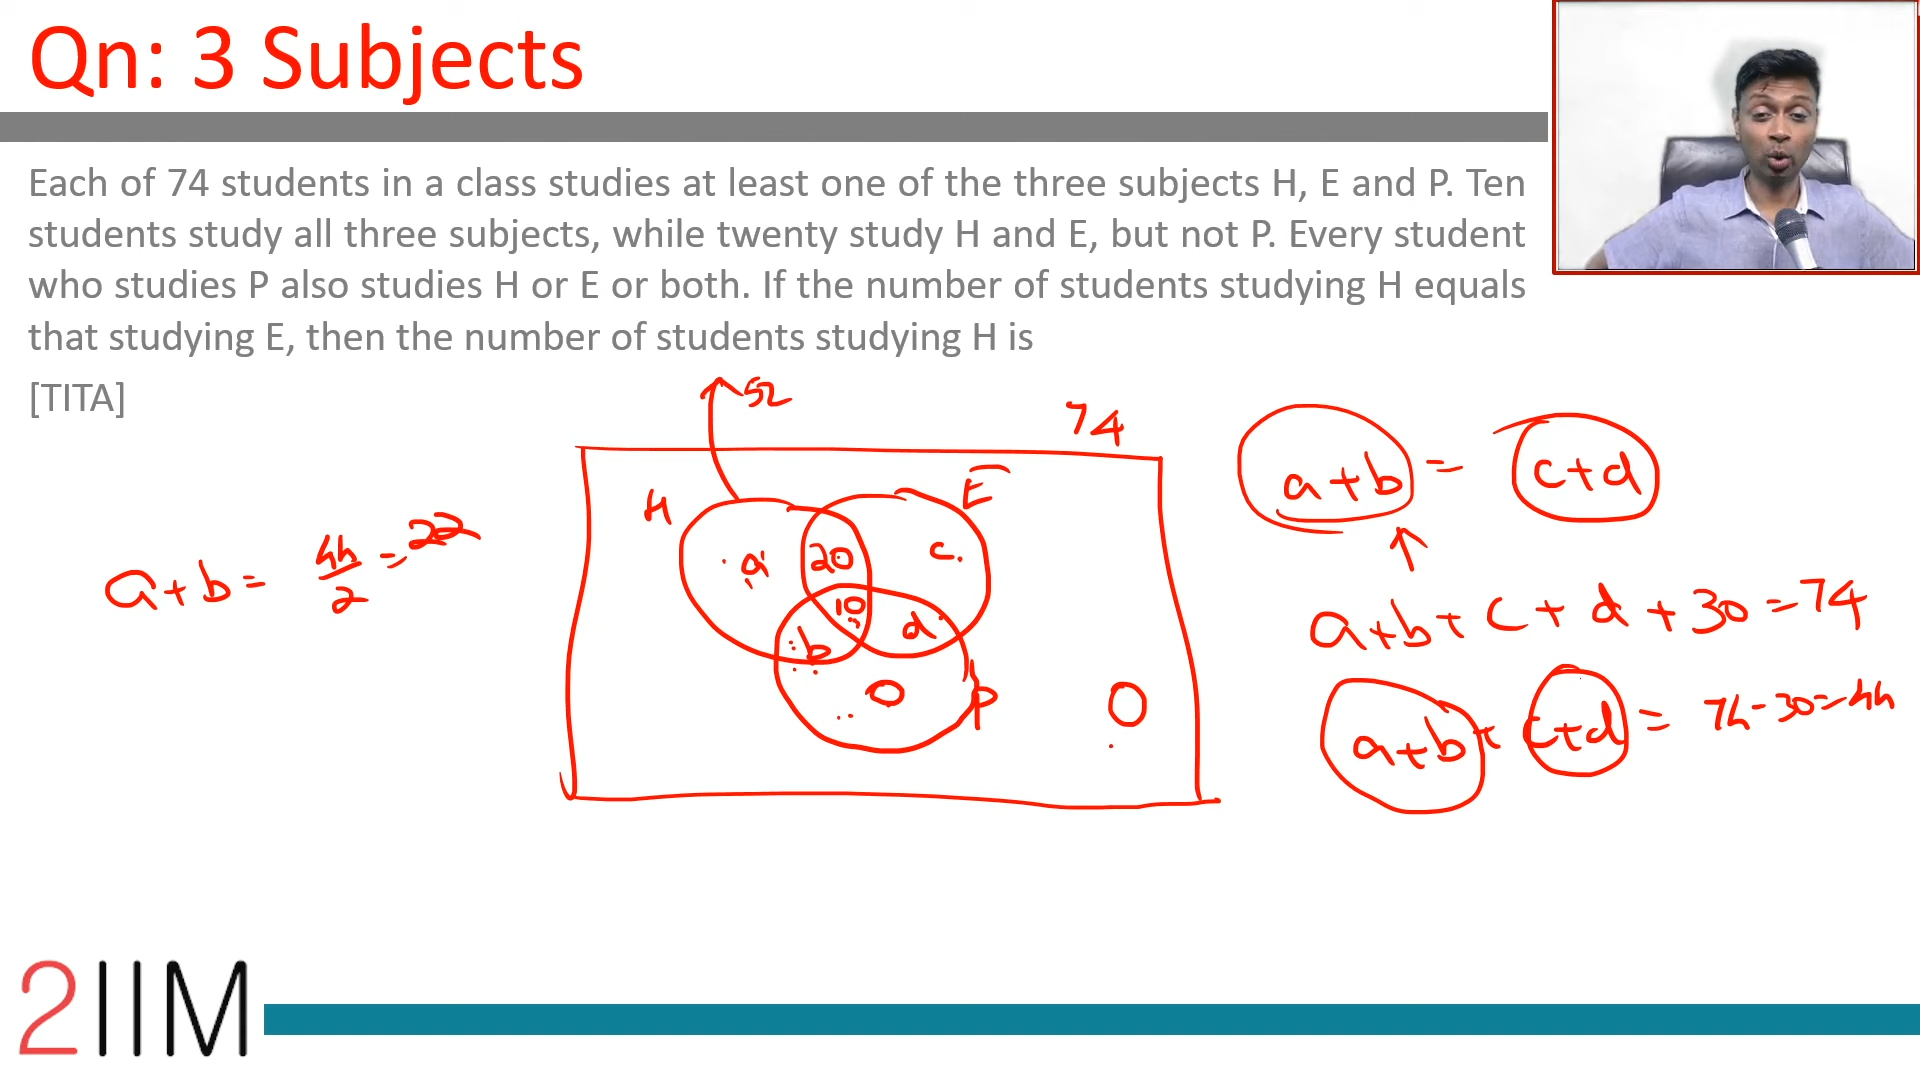 Qn: 3 Subjects
Each of 74 students in a class studies at least one of the three subjects H, E and P. Ten
students study all three subjects, while twenty study H and E, but not P. Every student
who studies P also studies H or E or both. If the number of students studying H equals
that studying E, then the number of students studying H is
[TITA]
52
74
H
E
a
20
c
10
b
d
0
P
0
a+b = 44/2 = 22
a+b = c+d
a+b+c+d+30=74
a+b+c+d = 74-30=44
2IIM